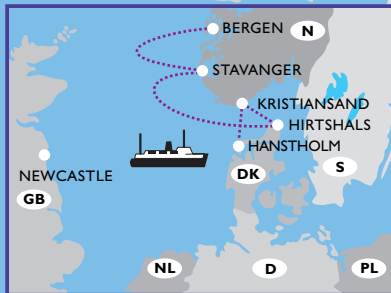 BERGEN
N
STAVANGER
KRISTIANSAND
HIRTSHALS
HANSTHOLM
NEWCASTLE
DK
S
GB
NL
D
PL